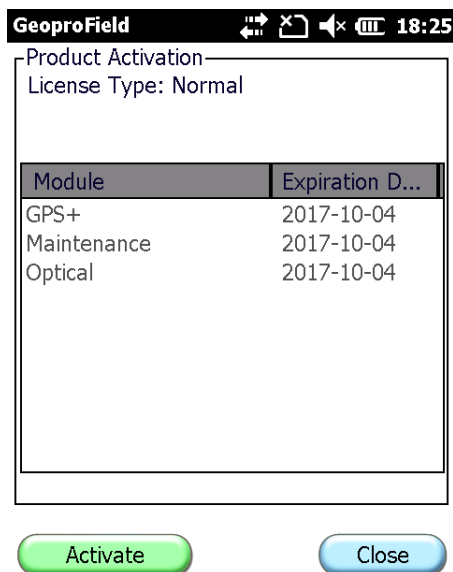 GeoproField 18:25
Product Activation
License Type: Normal
Module Expiration D...
GPS+ 2017-10-04
Maintenance 2017-10-04
Optical 2017-10-04
Activate Close